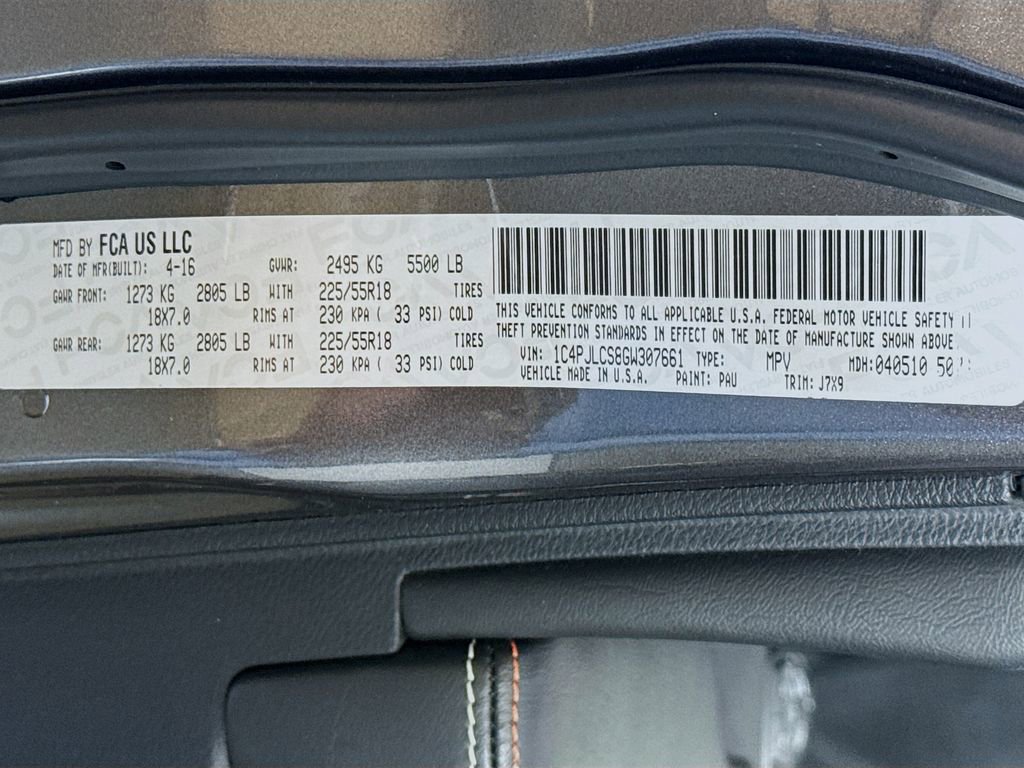 MFD BY FCA US LLC
DATE OF MFR(BUILT): 4-16 GVWR: 2495 KG 5500 LB
GAWR FRONT: 1273 KG 2805 LB WITH 225/55R18 TIRES
18X7.0 RIMS AT 230 KPA ( 33 PSI) COLD
GAWR REAR: 1273 KG 2805 LB WITH 225/55R18 TIRES
18X7.0 RIMS AT 230 KPA ( 33 PSI) COLD
THIS VEHICLE CONFORMS TO ALL APPLICABLE U.S.A. FEDERAL MOTOR VEHICLE SAFETY
THEFT PREVENTION STANDARDS IN EFFECT ON THE DATE OF MANUFACTURE SHOWN ABOVE.
VIN: 1C4PJLCS8GW307661 TYPE: MPV MDH:040510 50
VEHICLE MADE IN U.S.A. PAINT: PAU TRIM: J7X9